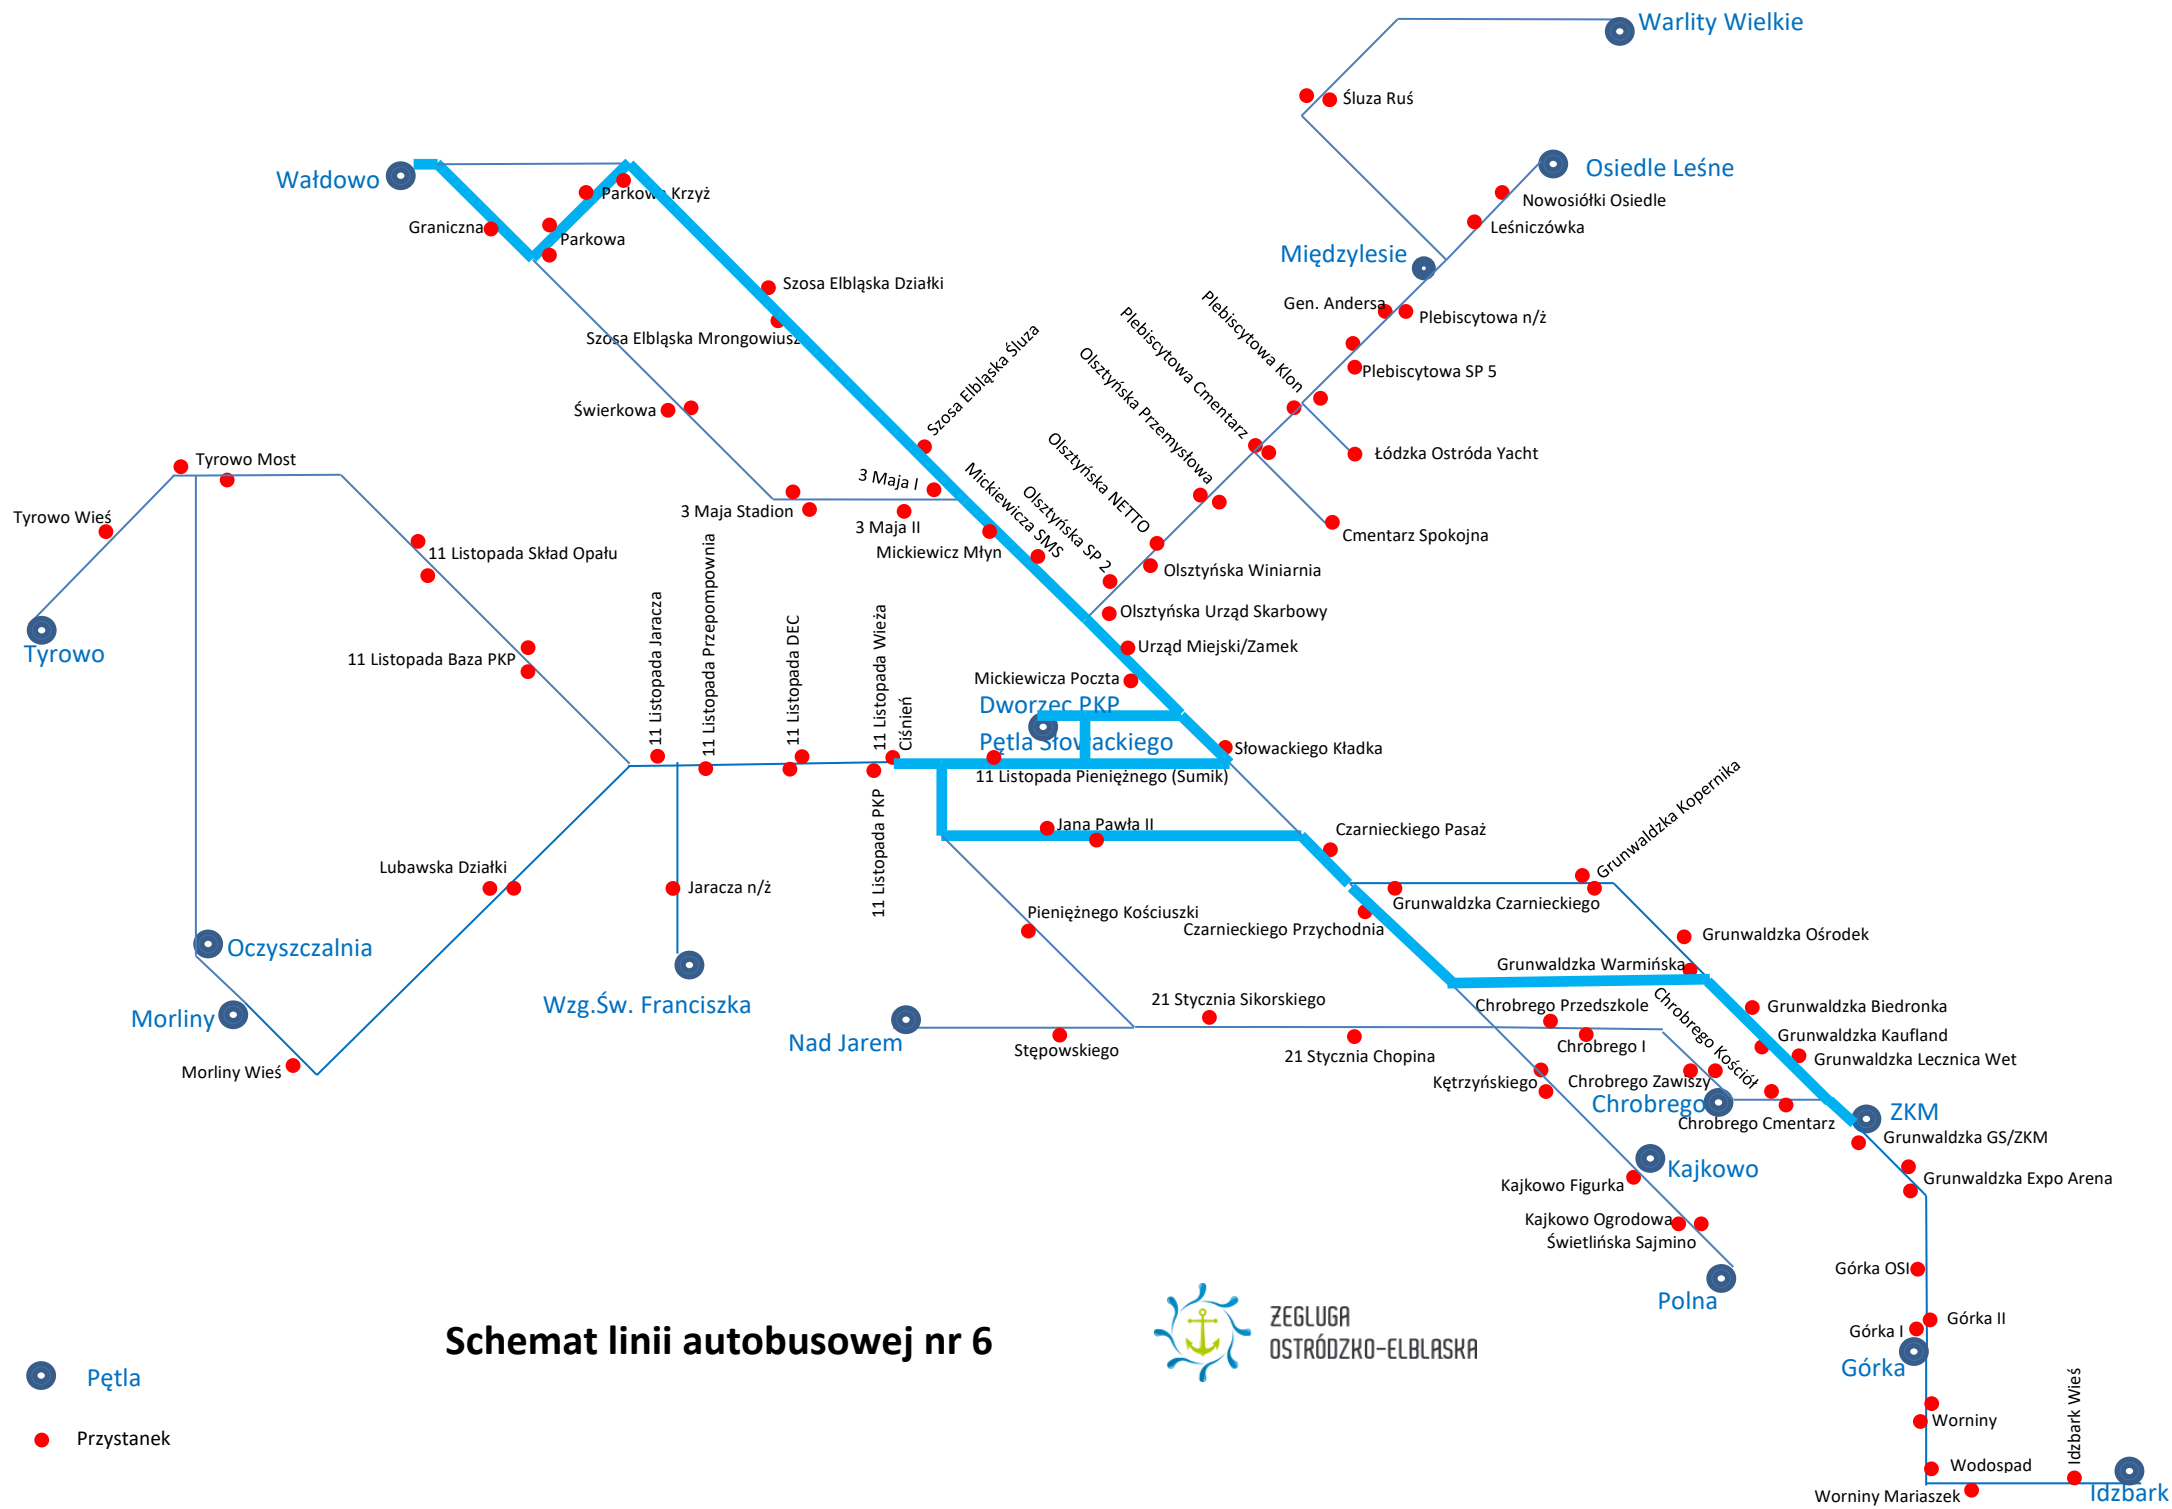 Warlity Wielkie
Śluza Ruś
Osiedle Leśne
Wałdowo
Parkowa Krzyż
Nowosiółki Osiedle
Graniczna
Leśniczówka
Parkowa
Międzylesie
Szosa Elbląska Działki
Gen. Andersa
Plebiscytowa n/ż
Szosa Elbląska Mrongowiusz
Plebiscytowa Klon
Plebiscytowa Cmentarz
Plebiscytowa SP 5
Szosa Elbląska Śluza
Olsztyńska Przemysłowa
Świerkowa
Łódzka Ostróda Yacht
Tyrowo Most
Olsztyńska NETTO
3 Maja I
Mickiewicza SMS
Olsztyńska SP 2
3 Maja Stadion
Tyrowo Wieś
3 Maja II
Cmentarz Spokojna
11 Listopada Skład Opału
Mickiewicz Młyn
Olsztyńska Winiarnia
Olsztyńska Urząd Skarbowy
Tyrowo
11 Listopada Jaracza
11 Listopada Przepompownia
11 Listopada DEC
11 Listopada Wieża
Ciśnień
Urząd Miejski/Zamek
11 Listopada Baza PKP
Mickiewicza Poczta
Dworzec PKP
Pętla Słowackiego
Słowackiego Kładka
11 Listopada Pieniężnego (Sumik)
Grunwaldzka Kopernika
11 Listopada PKP
Jana Pawła II
Czarnieckiego Pasaż
Lubawska Działki
Jaracza n/ż
Grunwaldzka Czarnieckiego
Pieniężnego Kościuszki
Czarnieckiego Przychodnia
Grunwaldzka Ośrodek
Oczyszczalnia
Grunwaldzka Warmińska
Wzg.Św. Franciszka
21 Stycznia Sikorskiego
Chrobrego Przedszkole
Chrobrego Kościół
Grunwaldzka Biedronka
Morliny
Nad Jarem
Stępowskiego
21 Stycznia Chopina
Chrobrego I
Grunwaldzka Kaufland
Grunwaldzka Lecznica Wet
Morliny Wieś
Kętrzyńskiego
Chrobrego Zawiszy
Chrobrego
ZKM
Chrobrego Cmentarz
Grunwaldzka GS/ZKM
Kajkowo
Grunwaldzka Expo Arena
Kajkowo Figurka
Kajkowo Ogrodowa
Świetlińska Sajmino
Górka OSI
Polna
Górka II
Górka I
Schemat linii autobusowej nr 6
ŻEGLUGA
OSTRÓDZKO-ELBLASKA
Górka
Pętla
Worniny
Idzbark Wieś
Przystanek
Wodospad
Worniny Mariaszek
Idzbark